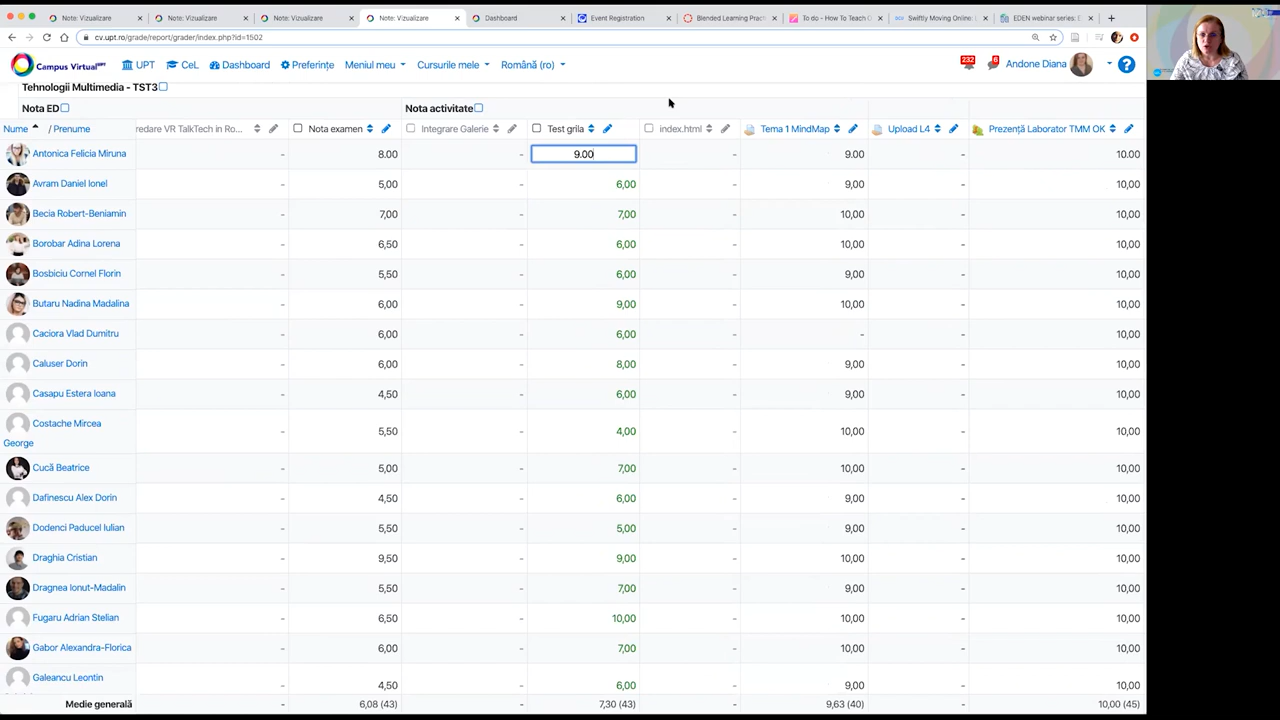 Note: Vizualizare
Note: Vizualizare
Note: Vizualizare
Note: Vizualizare
Dashboard
Event Registration
Blended Learning Pract
To do - How To Teach O
Swiftly Moving Online: L
EDEN webinar series: E
cv.upt.ro/grade/report/grader/index.php?id=1502
Campus Virtual UPT
UPT
CeL
Dashboard
Preferințe
Meniul meu
Cursurile mele
Română (ro)
232
6
Andone Diana
Tehnologii Multimedia - TST3
Nota ED
Nota activitate
Nume / Prenume
redare VR TalkTech in Ro...
Nota examen
Integrare Galerie
Test grila
index.html
Tema 1 MindMap
Upload L4
Prezență Laborator TMM OK
Antonica Felicia Miruna - 8.00 - 9.00 - 9.00 - 10.00
Avram Daniel Ionel - 5,00 - 6,00 - 9,00 - 10,00
Becia Robert-Beniamin - 7,00 - 7,00 - 10,00 - 10,00
Borobar Adina Lorena - 6,50 - 6,00 - 10,00 - 10,00
Bosbiciu Cornel Florin - 5,50 - 6,00 - 9,00 - 10,00
Butaru Nadina Madalina - 6,00 - 9,00 - 10,00 - 10,00
Caciora Vlad Dumitru - 6,00 - 6,00 - - - 10,00
Caluser Dorin - 6,00 - 8,00 - 9,00 - 10,00
Casapu Estera Ioana - 4,50 - 6,00 - 9,00 - 10,00
Costache Mircea
George - 5,50 - 4,00 - 10,00 - 10,00
Cucă Beatrice - 5,00 - 7,00 - 10,00 - 10,00
Dafinescu Alex Dorin - 4,50 - 6,00 - 9,00 - 10,00
Dodenci Paducel Iulian - 5,50 - 5,00 - 9,00 - 10,00
Draghia Cristian - 9,50 - 9,00 - 10,00 - 10,00
Dragnea Ionut-Madalin - 5,50 - 7,00 - 9,00 - 10,00
Fugaru Adrian Stelian - 6,50 - 10,00 - 10,00 - 10,00
Gabor Alexandra-Florica - 6,00 - 7,00 - 10,00 - 10,00
Galeancu Leontin - 4,50 - 6,00 - 9,00 - 10,00
Medie generală - 6,08 (43) - 7,30 (43) - 9,63 (40) - 10,00 (45)